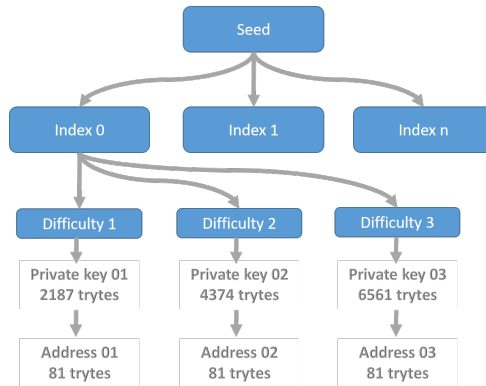 Seed
Index 0
Index 1
Index n
Difficulty 1
Difficulty 2
Difficulty 3
Private key 01
2187 trytes
Private key 02
4374 trytes
Private key 03
6561 trytes
Address 01
81 trytes
Address 02
81 trytes
Address 03
81 trytes